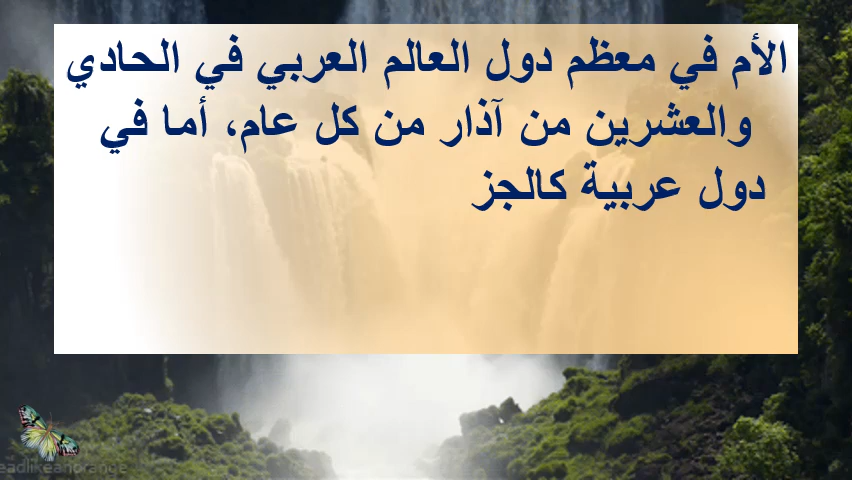 الأم في معظم دول العالم العربي في الحادي
والعشرين من آذار من كل عام، أما في
دول عربية كالجز
eadlikeanorange